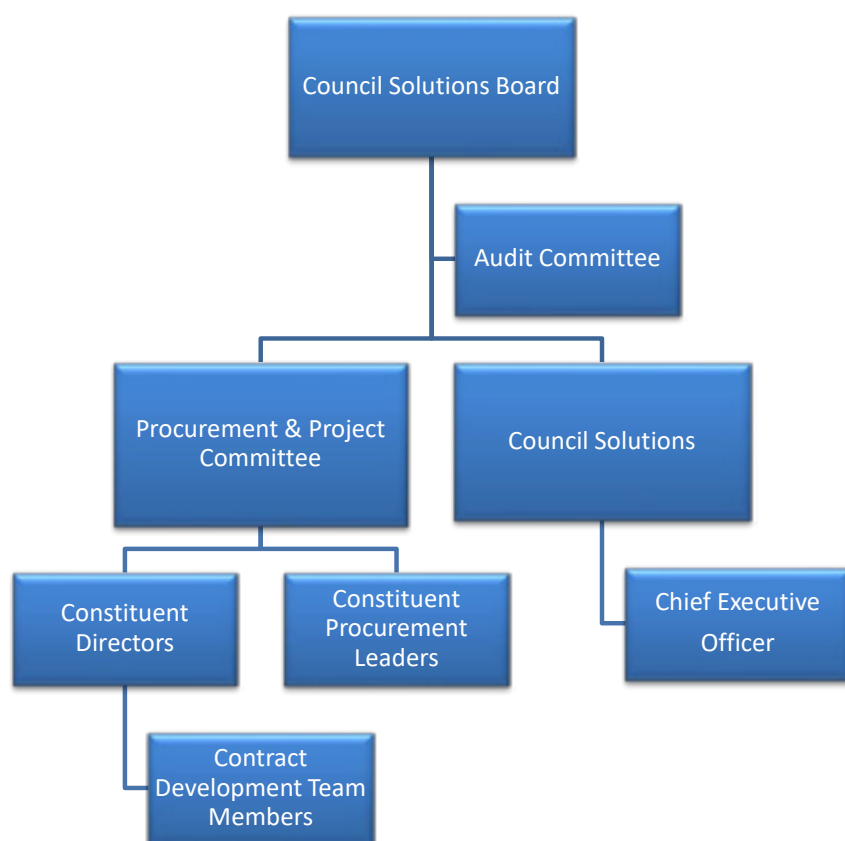 Council Solutions Board
Audit Committee
Procurement & Project
Committee
Council Solutions
Constituent
Directors
Constituent
Procurement
Leaders
Chief Executive
Officer
Contract
Development Team
Members